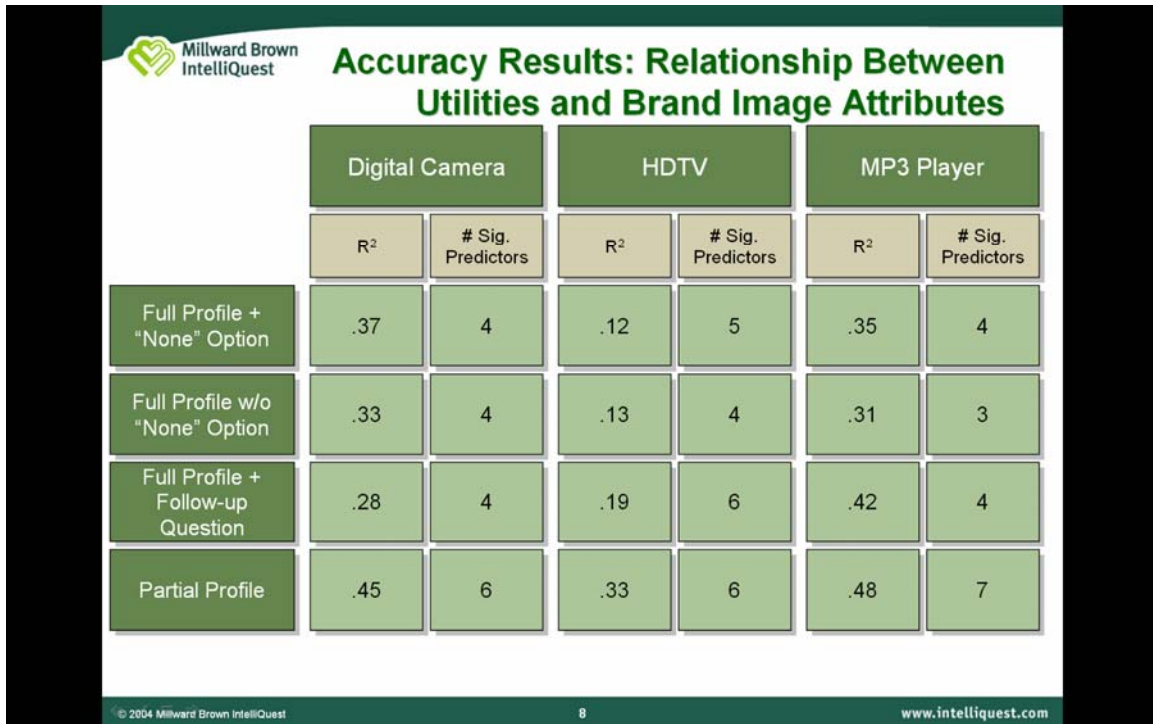 Millward Brown
IntelliQuest
Accuracy Results: Relationship Between
Utilities and Brand Image Attributes
Digital Camera
HDTV
MP3 Player
R²
# Sig.
Predictors
R²
# Sig.
Predictors
R²
# Sig.
Predictors
Full Profile +
“None” Option
.37
4
.12
5
.35
4
Full Profile w/o
“None” Option
.33
4
.13
4
.31
3
Full Profile +
Follow-up
Question
.28
4
.19
6
.42
4
Partial Profile
.45
6
.33
6
.48
7
© 2004 Millward Brown IntelliQuest
8
www.intelliquest.com